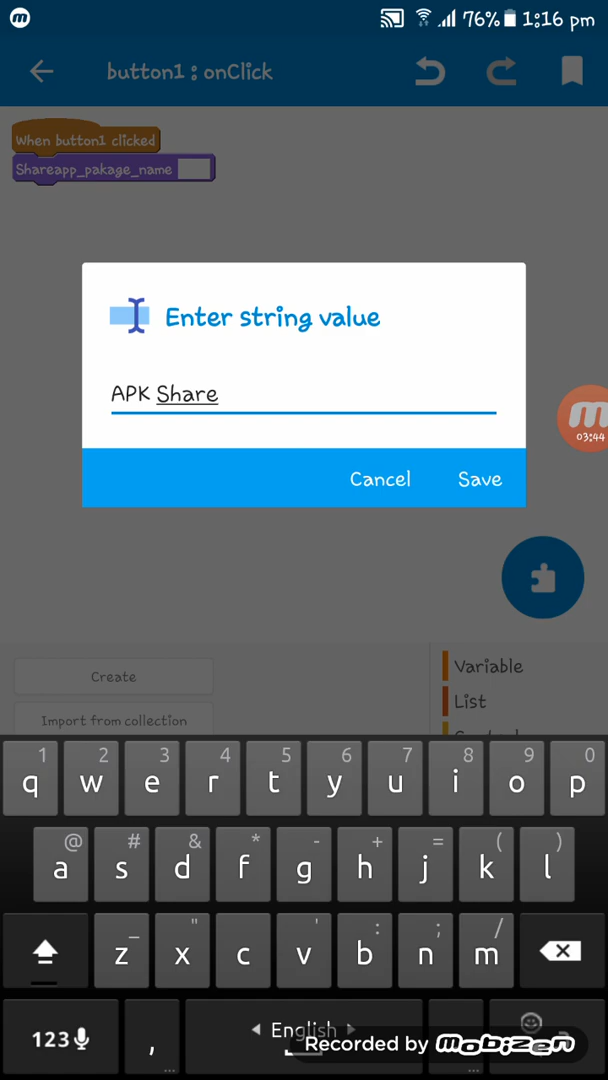 m 76% 1:16 pm
button1 : onClick
When button1 clicked
Shareapp_pakage_name
Enter string value
APK Share
03:44
Cancel Save
Create
Variable
List
Import from collection
1 2 3 4 5 6 7 8 9 0
q w e r t y u i o p
@ # & * - + = ( )
a s d f g h j k l
_ " ' : ; /
z x c v b n m
123 , English
Recorded by mobizen